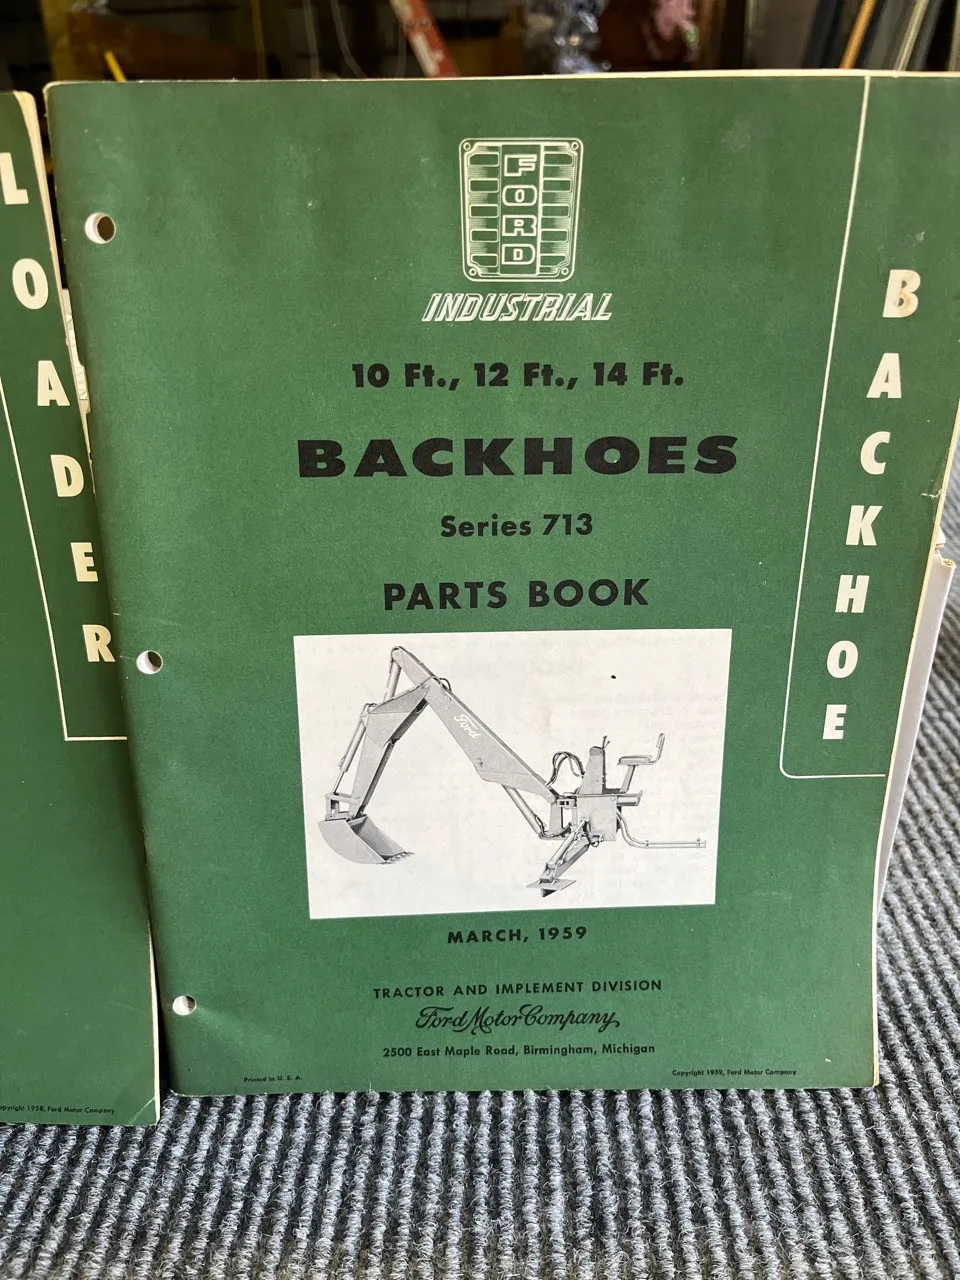 LOADER
opyright 1958, Ford Motor Company
FORD
INDUSTRIAL
10 Ft., 12 Ft., 14 Ft.
BACKHOES
Series 713
PARTS BOOK
Ford
MARCH, 1959
TRACTOR AND IMPLEMENT DIVISION
Ford Motor Company,
2500 East Maple Road, Birmingham, Michigan
Printed in U. S. A.
Copyright 1959, Ford Motor Company
BACKHOE